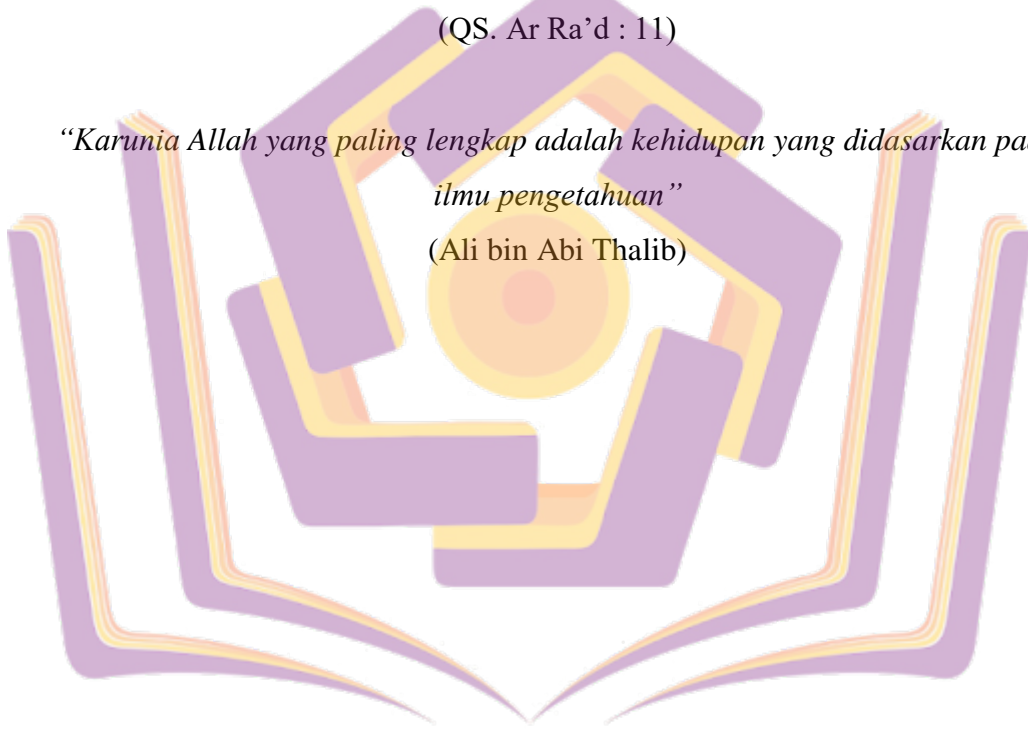 (QS. Ar Ra’d : 11)
“Karunia Allah yang paling lengkap adalah kehidupan yang didasarkan
ilmu pengetahuan”
(Ali bin Abi Thalib)